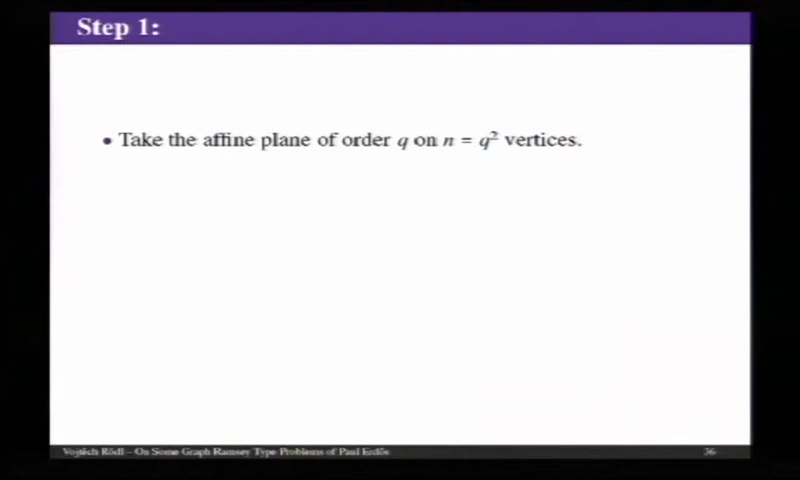 Step 1:
• Take the affine plane of order q on n = q² vertices.
Vojtěch Rödl – On Some Graph Ramsey Type Problems of Paul Erdős
36